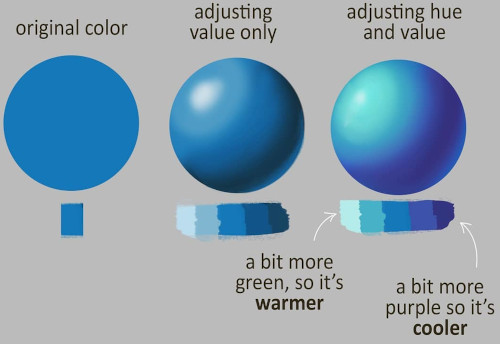 original color
adjusting
value only
adjusting hue
and value
a bit more
green, so it's
warmer
a bit more
purple so it's
cooler